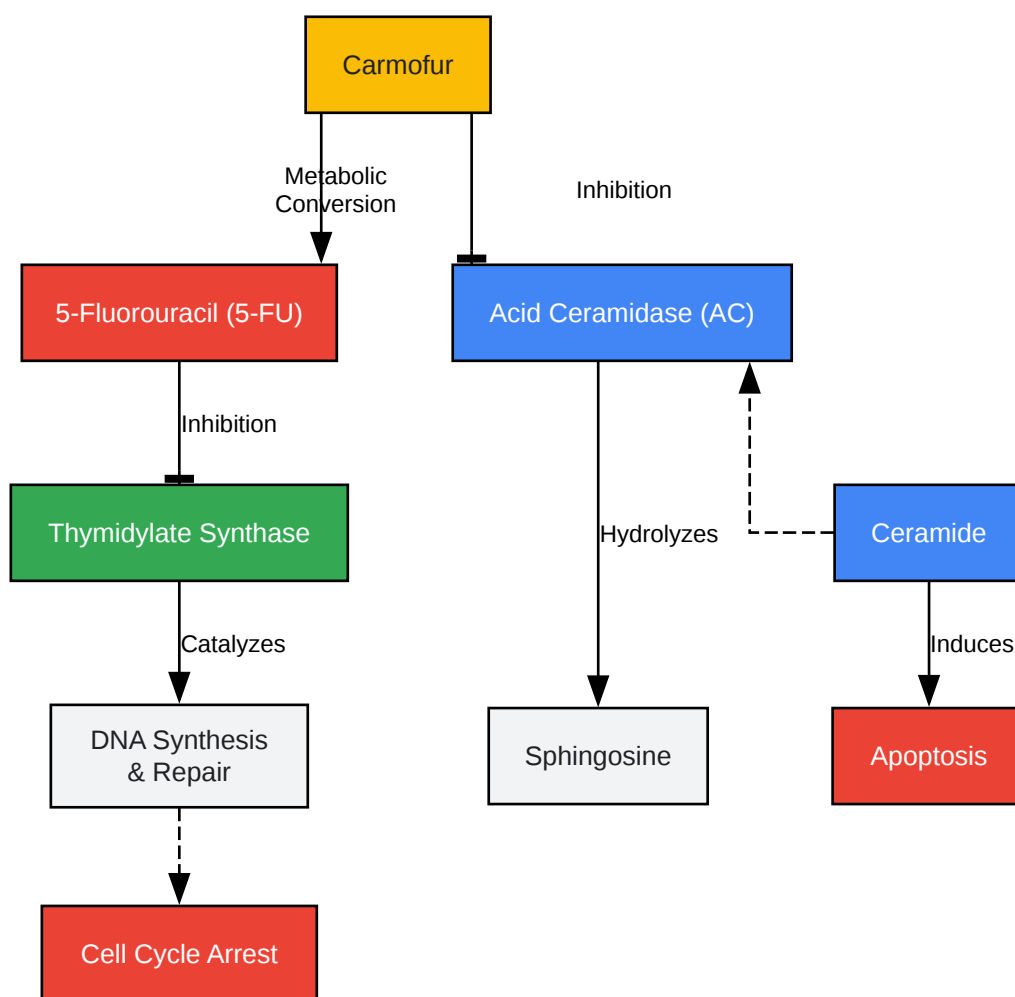 Carmofur
Metabolic
Conversion
Inhibition
5-Fluorouracil (5-FU)
Acid Ceramidase (AC)
Inhibition
Thymidylate Synthase
Hydrolyzes
Ceramide
Catalyzes
Induces
DNA Synthesis
& Repair
Sphingosine
Apoptosis
Cell Cycle Arrest